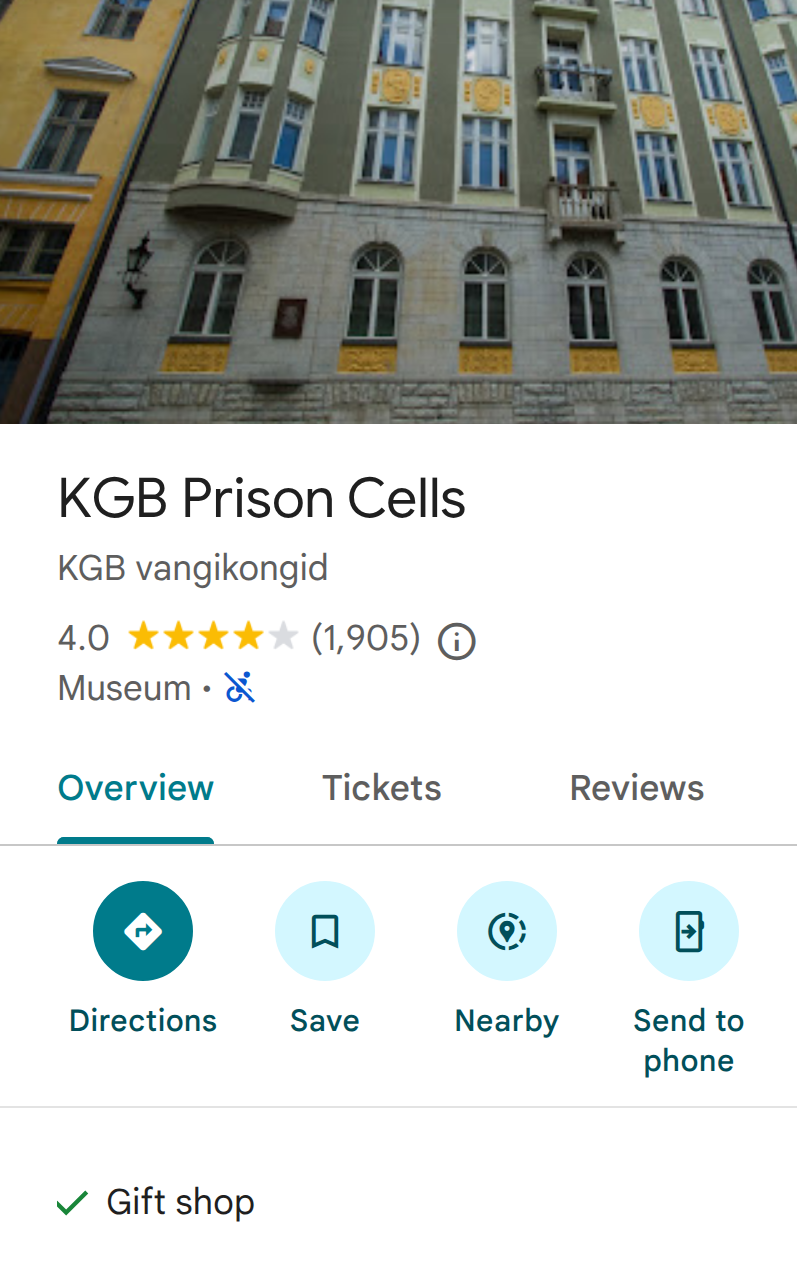 KGB Prison Cells
KGB vangikongid
4.0 (1,905)
Museum •
Overview Tickets Reviews
Directions Save Nearby Send to
phone
Gift shop